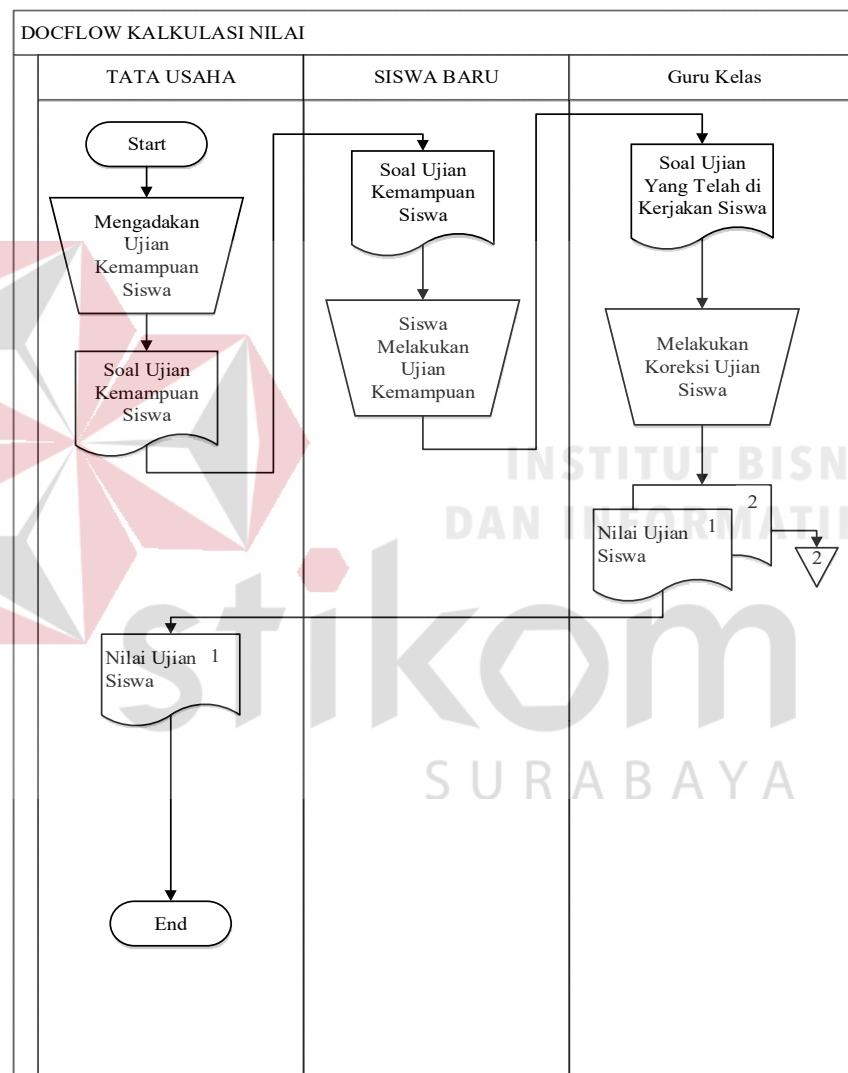 DOCFLOW KALKULASI NILAI
TATA USAHA
SISWA BARU
Guru Kelas
Start
Mengadakan
Ujian
Kemampuan
Siswa
Soal Ujian
Kemampuan
Siswa
Soal Ujian
Kemampuan
Siswa
Siswa
Melakukan
Ujian
Kemampuan
Soal Ujian
Yang Telah di
Kerjakan Siswa
Melakukan
Koreksi Ujian
Siswa
2
Nilai Ujian 1
Siswa
2
Nilai Ujian 1
Siswa
End
INSTITUT BISN
DAN INFORMATI
stikom
SURABAYA